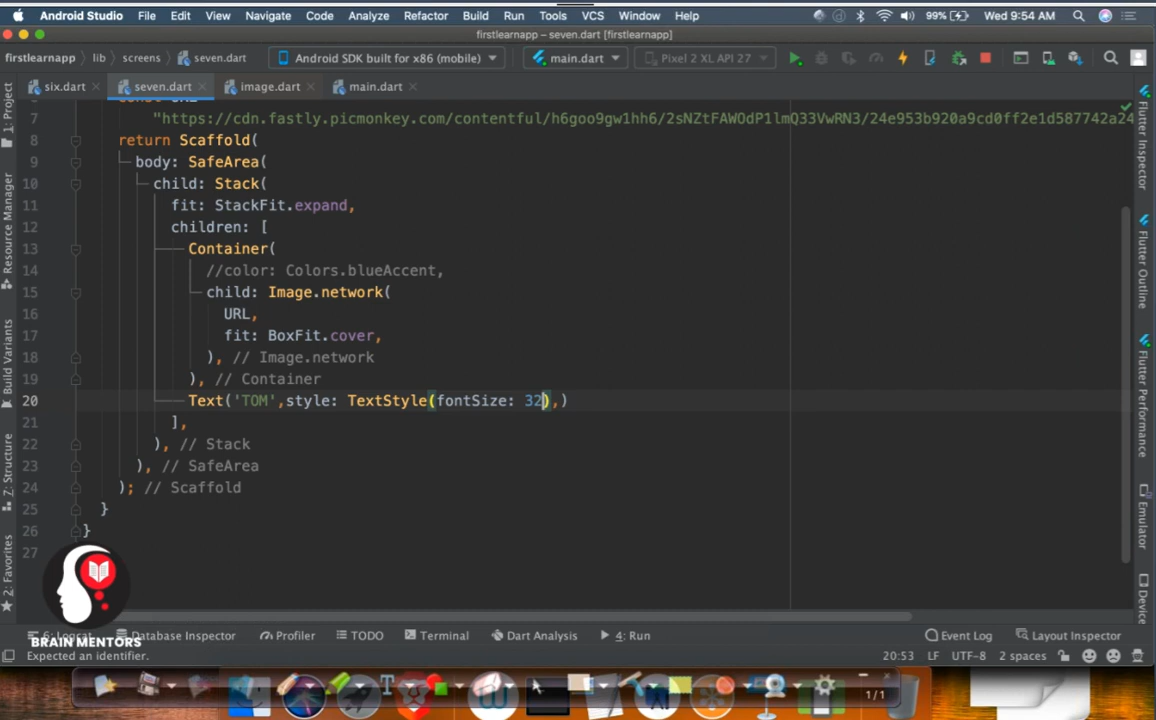 Android Studio File Edit View Navigate Code Analyze Refactor Build Run Tools VCS Window Help 99% Wed 9:54 AM
firstlearnapp – seven.dart [firstlearnapp]
firstlearnapp lib screens seven.dart Android SDK built for x86 (mobile) main.dart Pixel 2 XL API 27
six.dart seven.dart image.dart main.dart
7 "https://cdn.fastly.picmonkey.com/contentful/h6goo9gw1hh6/2sNZtFAWOdP1lmQ33VwRN3/24e953b920a9cd0ff2e1d587742a24
8 return Scaffold(
9 body: SafeArea(
10 child: Stack(
11 fit: StackFit.expand,
12 children: [
13 Container(
14 //color: Colors.blueAccent,
15 child: Image.network(
16 URL,
17 fit: BoxFit.cover,
18 ), // Image.network
19 ), // Container
20 Text('TOM',style: TextStyle(fontSize: 32),)
21 ],
22 ), // Stack
23 ), // SafeArea
24 ); // Scaffold
25 }
26 }
27
1: Project
Resource Manager
Build Variants
7: Structure
2: Favorites
Flutter Inspector
Flutter Outline
Flutter Performance
Emulator
Device
BRAIN MENTORS
6: Logcat Database Inspector Profiler TODO Terminal Dart Analysis 4: Run Event Log Layout Inspector
Expected an identifier. 20:53 LF UTF-8 2 spaces
1/1